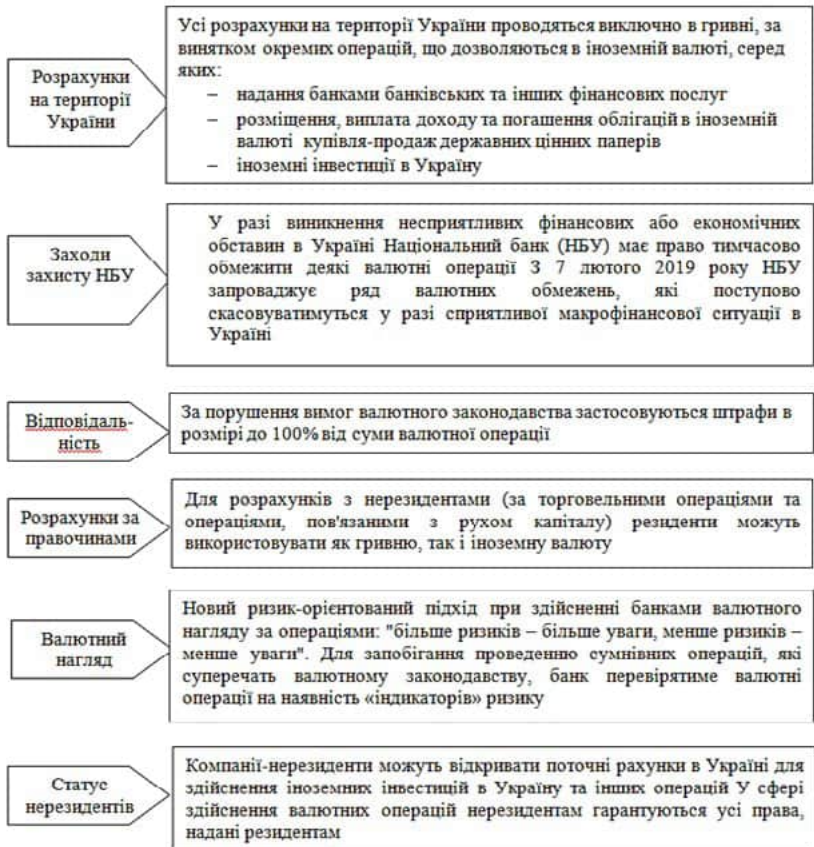 Розрахунки
на території
України
Усі розрахунки на території України проводяться виключно в гривні, за
винятком окремих операцій, що дозволяються в іноземній валюті, серед
яких:
– надання банками банківських та інших фінансових послуг
– розміщення, виплата доходу та погашення облігацій в іноземній
валюті купівля-продаж державних цінних паперів
– іноземні інвестиції в Україну
Заходи
захисту НБУ
У разі виникнення несприятливих фінансових або економічних
обставин в Україні Національний банк (НБУ) має право тимчасово
обмежити деякі валютні операції З 7 лютого 2019 року НБУ
запроваджує ряд валютних обмежень, які поступово
скасовуватимуться у разі сприятливої макрофінансової ситуації в
Україні
Відповідаль-
ність
За порушення вимог валютного законодавства застосовуються штрафи в
розмірі до 100% від суми валютної операції
Розрахунки за
правочинами
Для розрахунків з нерезидентами (за торговельними операціями та
операціями, пов'язаними з рухом капіталу) резиденти можуть
використовувати як гривню, так і іноземну валюту
Валютний
нагляд
Новий ризик-орієнтований підхід при здійсненні банками валютного
нагляду за операціями: "більше ризиків – більше уваги, менше ризиків –
менше уваги". Для запобігання проведенню сумнівних операцій, які
суперечать валютному законодавству, банк перевірятиме валютні
операції на наявність «індикаторів» ризику
Статус
нерезидентів
Компанії-нерезиденти можуть відкривати поточні рахунки в Україні для
здійснення іноземних інвестицій в Україну та інших операцій У сфері
здійснення валютних операцій нерезидентам гарантуються усі права,
надані резидентам